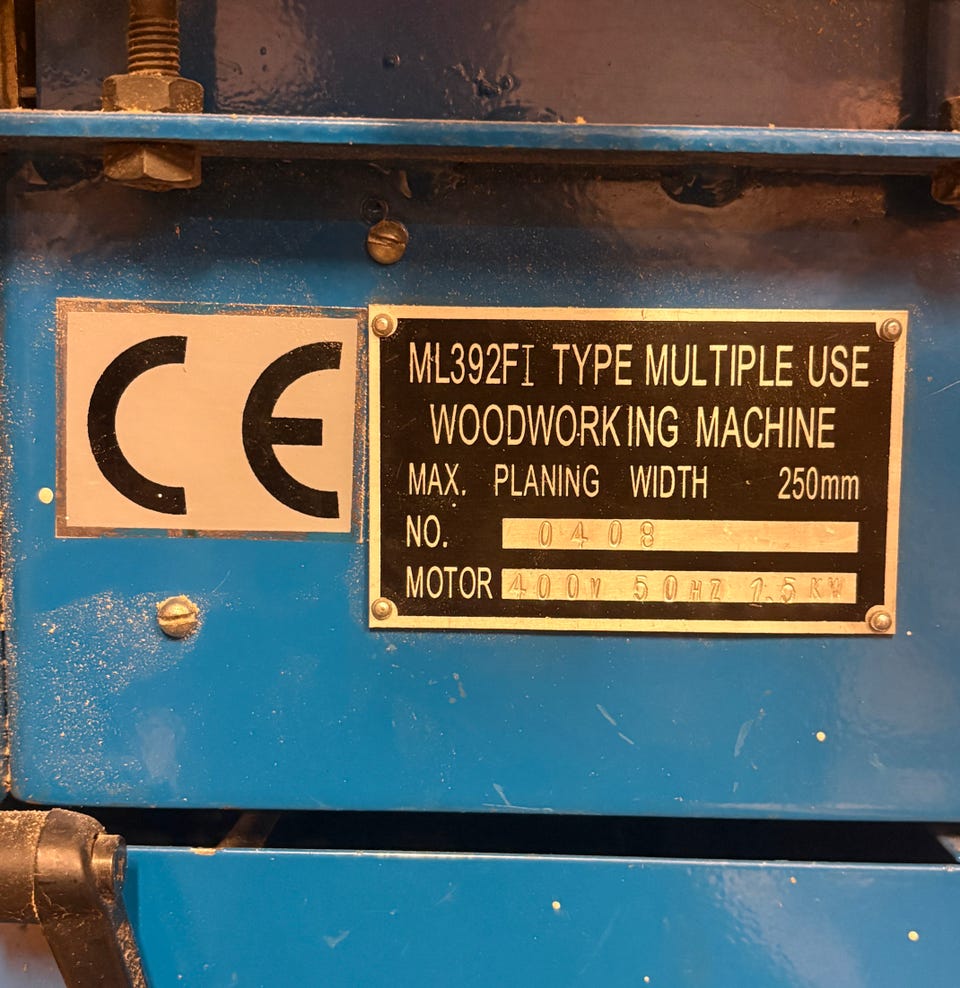 CE
ML392FI TYPE MULTIPLE USE
WOODWORKING MACHINE
MAX. PLANING WIDTH 250mm
NO. 0408
MOTOR 400V 50HZ 1.5KW